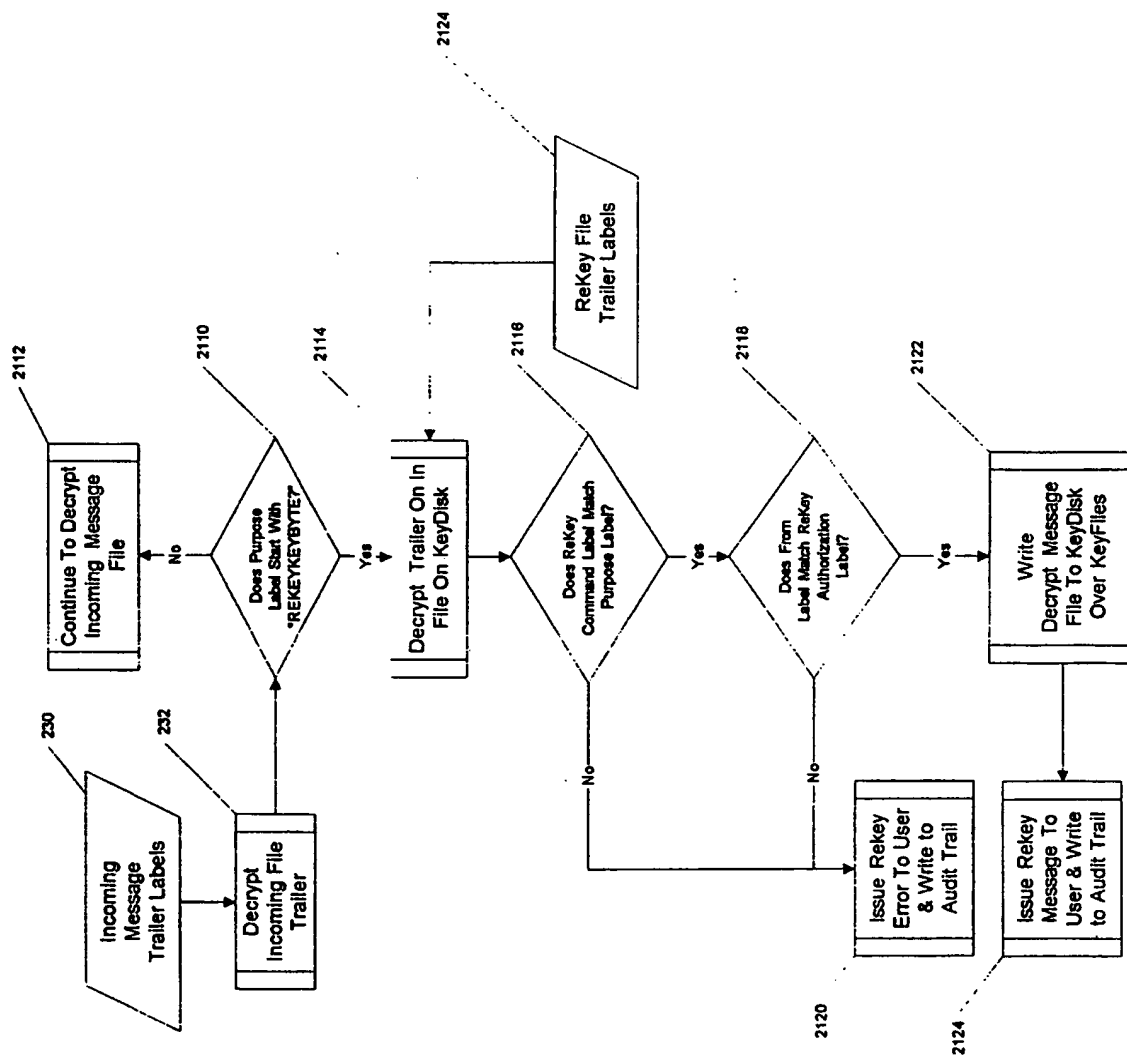 230
Incoming
Message
Trailer Labels
232
Decrypt
Incoming File
Trailer
2112
Continue To Decrypt
Incoming Message
File
No
2110
Does Purpose
Label Start With
"REKEYKEYBYTE?"
Yes
2114
Decrypt Trailer On In
File On KeyDisk
2124
ReKey File
Trailer Labels
2116
Does ReKey
Command Label Match
Purpose Label?
No
Yes
2118
Does From
Label Match ReKey
Authorization
Label?
No
Yes
2120
Issue Rekey
Error To User
& Write to
Audit Trail
2122
Write
Decrypt Message
File To KeyDisk
Over KeyFiles
2124
Issue Rekey
Message To
User & Write
to Audit Trail